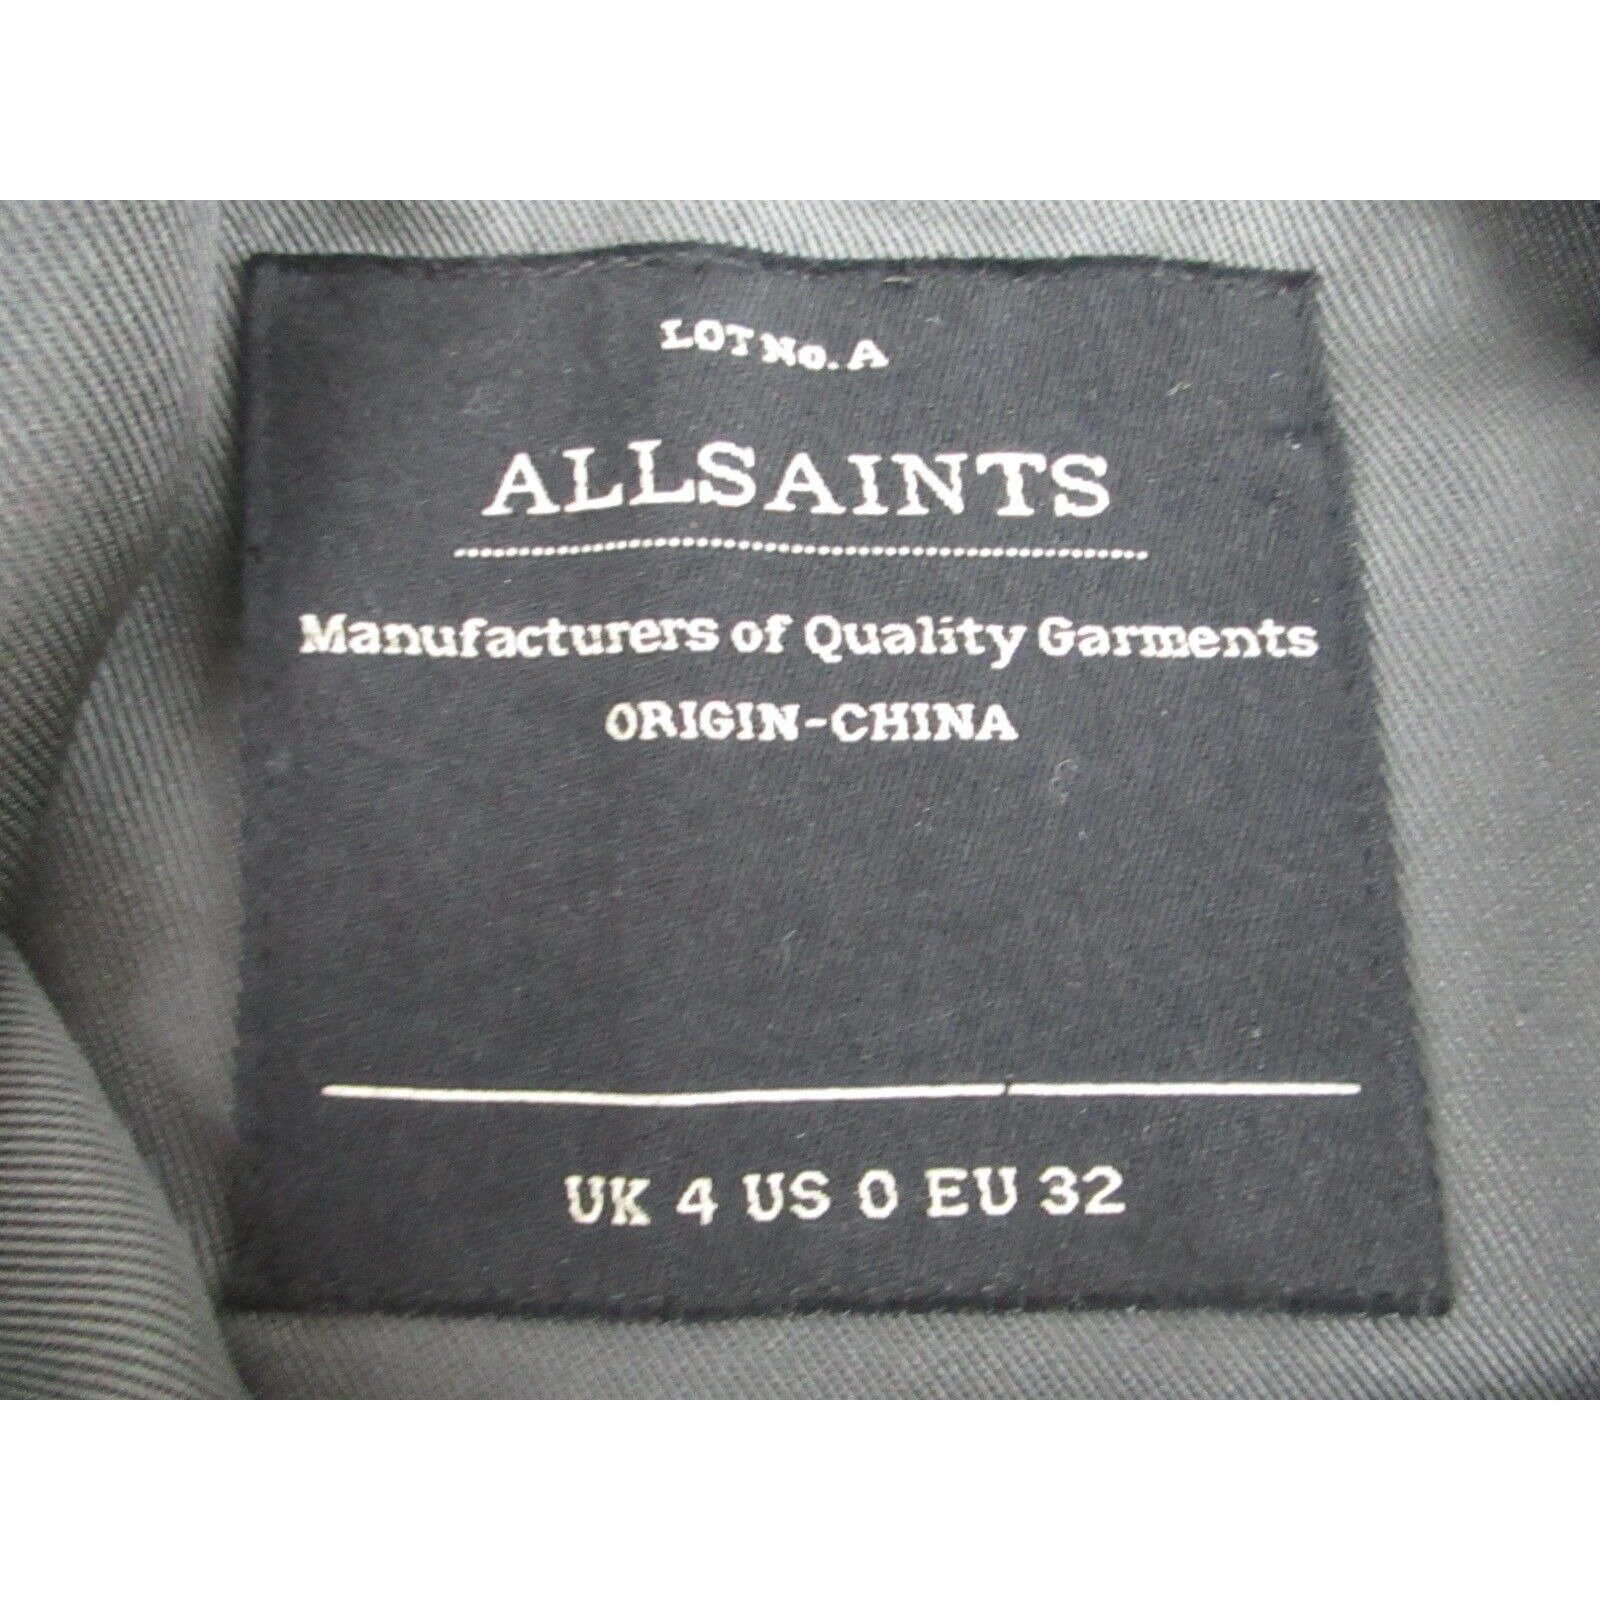 LOT No. A
ALLSAINTS
Manufacturers of Quality Garments
ORIGIN-CHINA
UK 4 US 0 EU 32